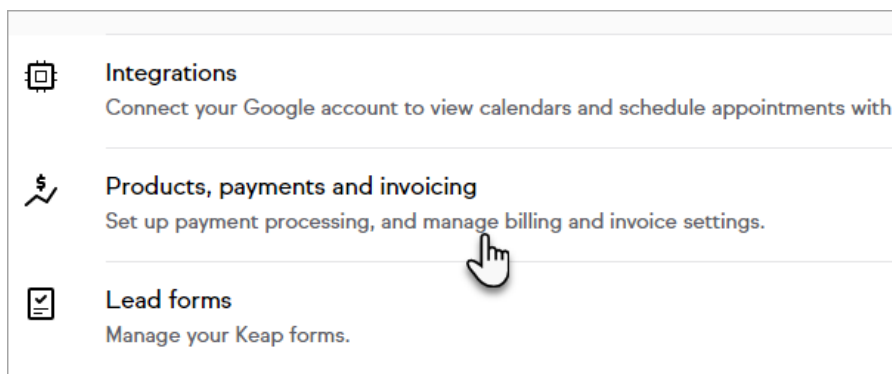 Integrations
Connect your Google account to view calendars and schedule appointments with
Products, payments and invoicing
Set up payment processing, and manage billing and invoice settings.
Lead forms
Manage your Keap forms.